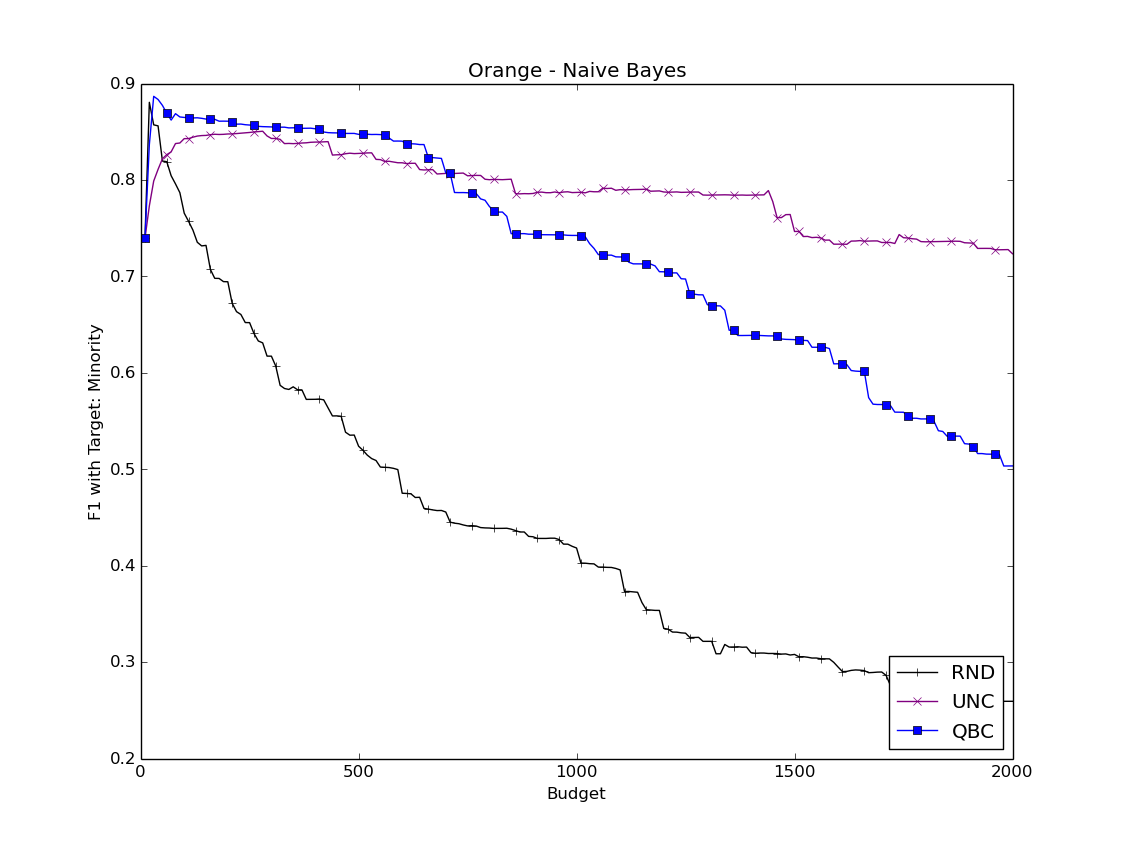 Orange - Naive Bayes
F1 with Target: Minority
0.9
0.8
0.7
0.6
0.5
0.4
0.3
0.2
RND
UNC
QBC
0 500 1000 1500 2000
Budget